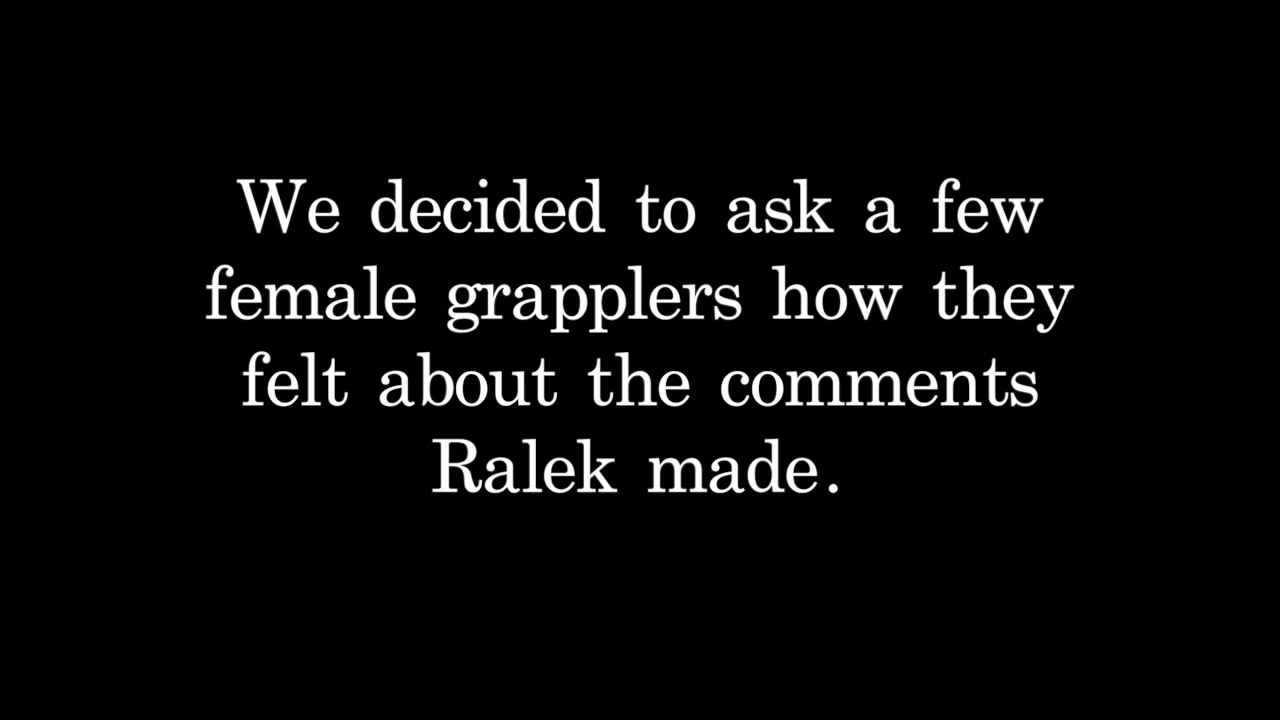 We decided to ask a few
female grapplers how they
felt about the comments
Ralek made.